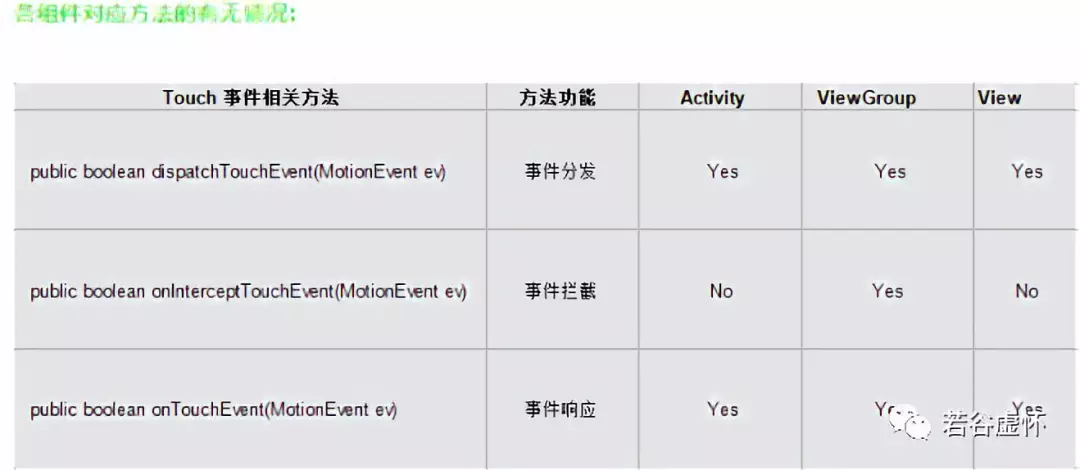 各组件对应方法的有无情况:
Touch 事件相关方法 方法功能 Activity ViewGroup View
public boolean dispatchTouchEvent(MotionEvent ev) 事件分发 Yes Yes Yes
public boolean onInterceptTouchEvent(MotionEvent ev) 事件拦截 No Yes No
public boolean onTouchEvent(MotionEvent ev) 事件响应 Yes Yes Yes
若谷虚怀